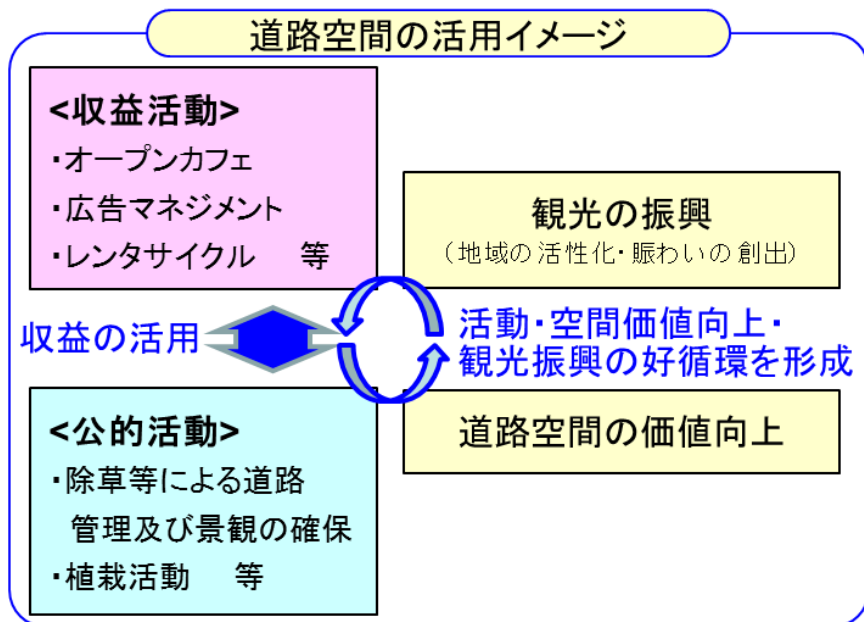 道路空間の活用イメージ
<収益活動>
・オープンカフェ
・広告マネジメント
・レンタサイクル　等
観光の振興
（地域の活性化・賑わいの創出）
収益の活用
活動・空間価値向上・
観光振興の好循環を形成
<公的活動>
・除草等による道路
管理及び景観の確保
・植栽活動　等
道路空間の価値向上